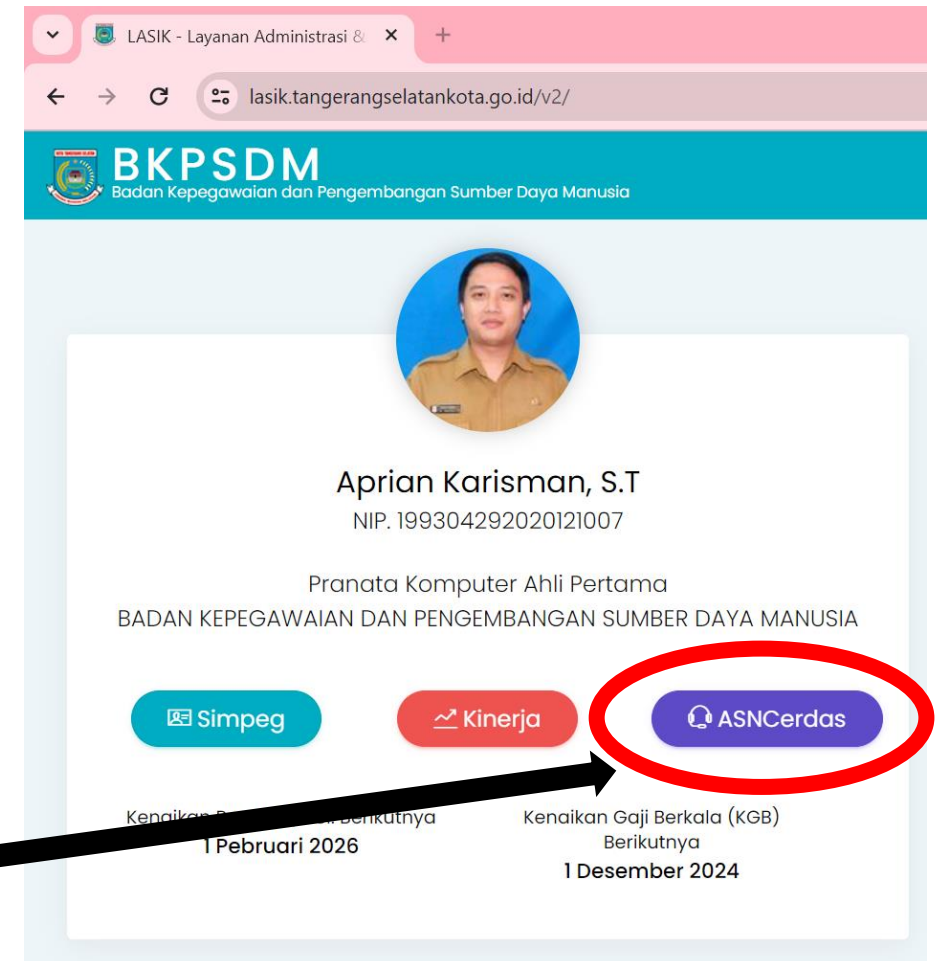 LASIK - Layanan Administrasi &
lasik.tangerangselatankota.go.id/v2/
BKPSDM
Badan Kepegawaian dan Pengembangan Sumber Daya Manusia
Aprian Karisman, S.T
NIP. 199304292020121007
Pranata Komputer Ahli Pertama
BADAN KEPEGAWAIAN DAN PENGEMBANGAN SUMBER DAYA MANUSIA
Simpeg
Kinerja
ASNCerdas
Kenaikan Berikutnya
1 Pebruari 2026
Kenaikan Gaji Berkala (KGB)
Berikutnya
1 Desember 2024